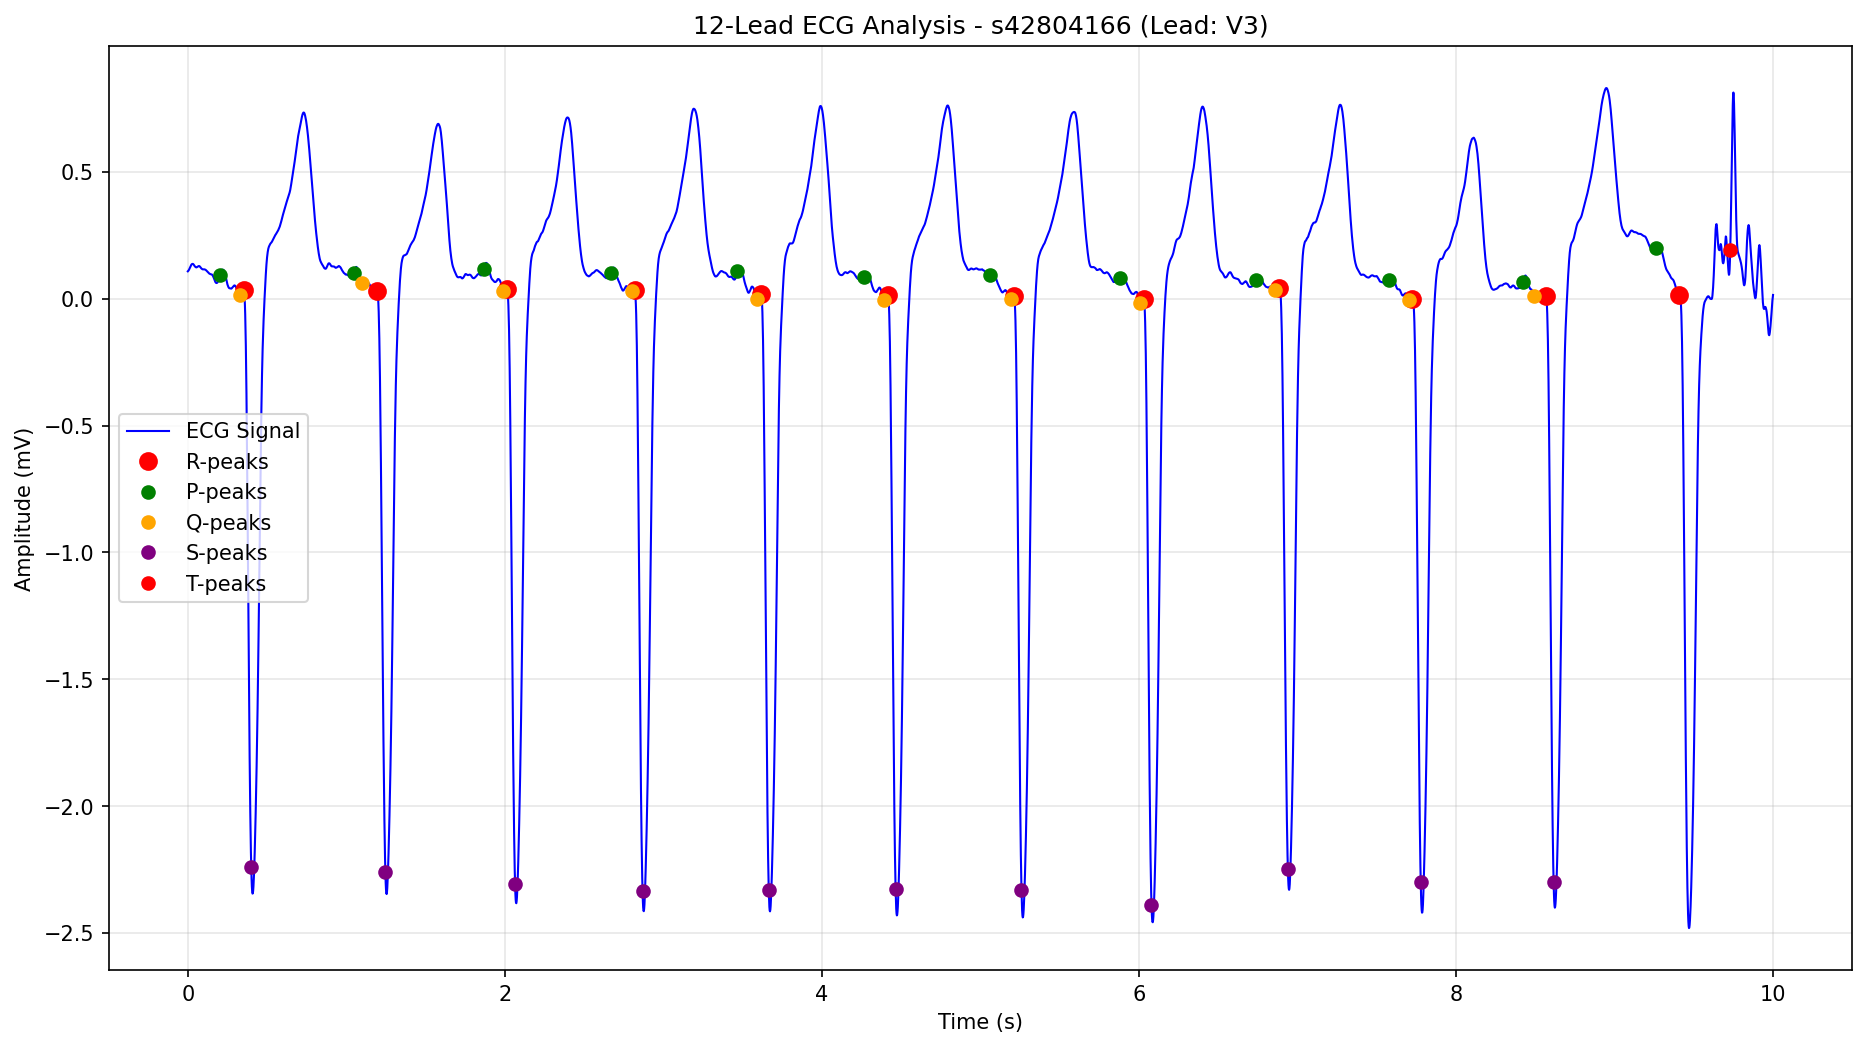 12-Lead ECG Analysis - s42804166 (Lead: V3)
Amplitude (mV)
0.5
0.0
−0.5
−1.0
−1.5
−2.0
−2.5
ECG Signal
R-peaks
P-peaks
Q-peaks
S-peaks
T-peaks
0 2 4 6 8 10
Time (s)